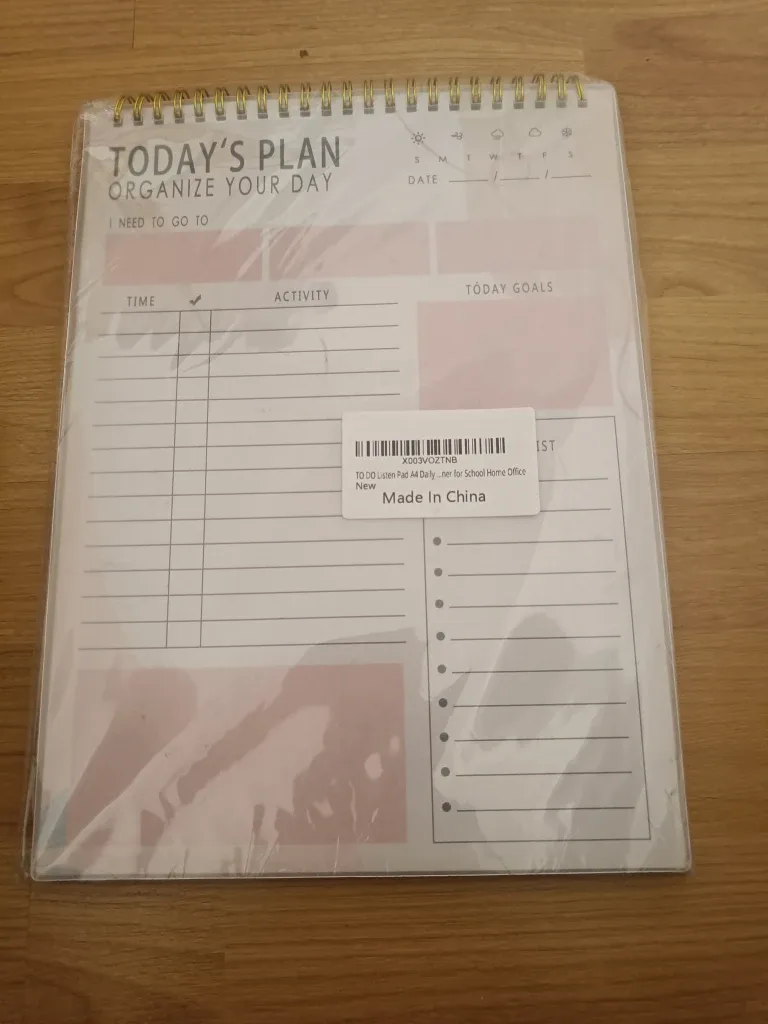 TODAY'S PLAN
ORGANIZE YOUR DAY
S M T W T F S
DATE / /
I NEED TO GO TO
TIME ✓ ACTIVITY
TODAY GOALS
IST
X003VOZTNB
TO DO Listen Pad A4 Daily ...ner for School Home Office
New
Made In China